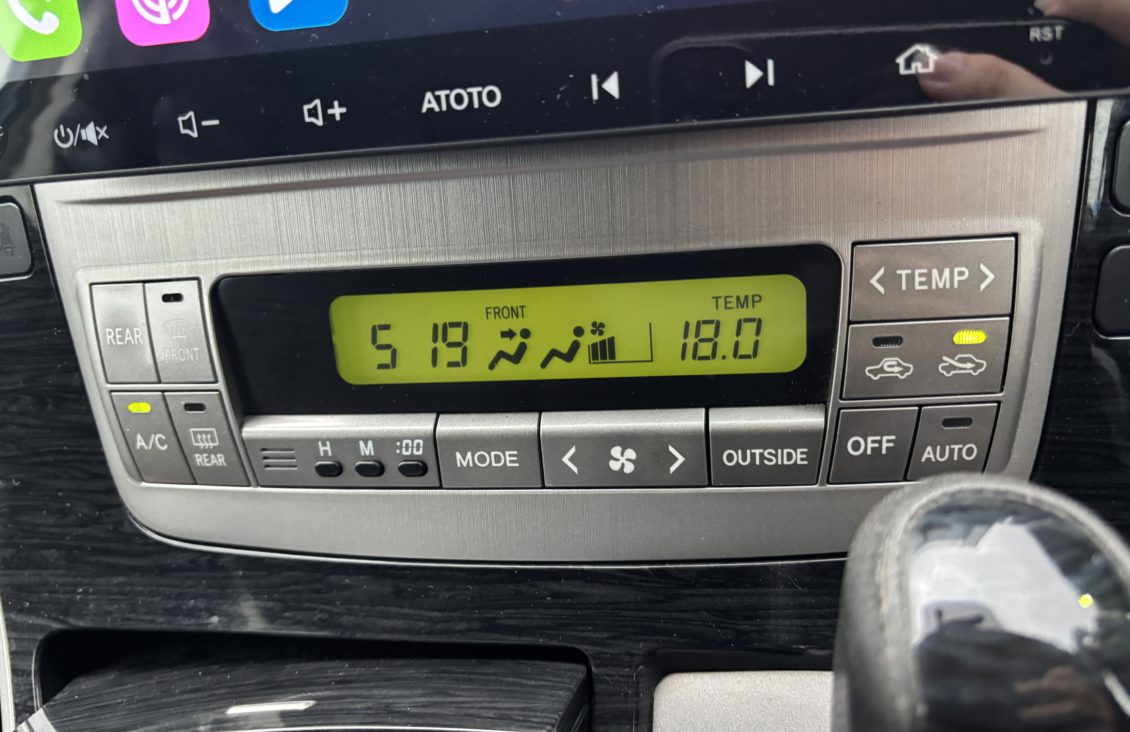 RST
ATOTO
TEMP
REAR
FRONT
FRONT
TEMP
5 19
18.0
A/C
REAR
H M :00
MODE
OUTSIDE
OFF
AUTO